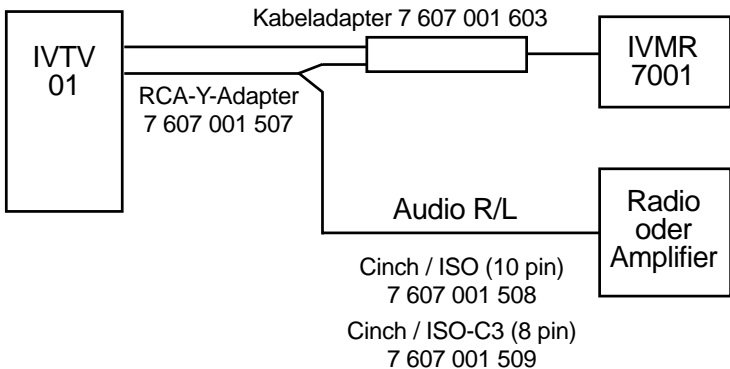 Kabeladapter 7 607 001 603
IVTV
01
IVMR
7001
RCA-Y-Adapter
7 607 001 507
Audio R/L
Radio
oder
Amplifier
Cinch / ISO (10 pin)
7 607 001 508
Cinch / ISO-C3 (8 pin)
7 607 001 509